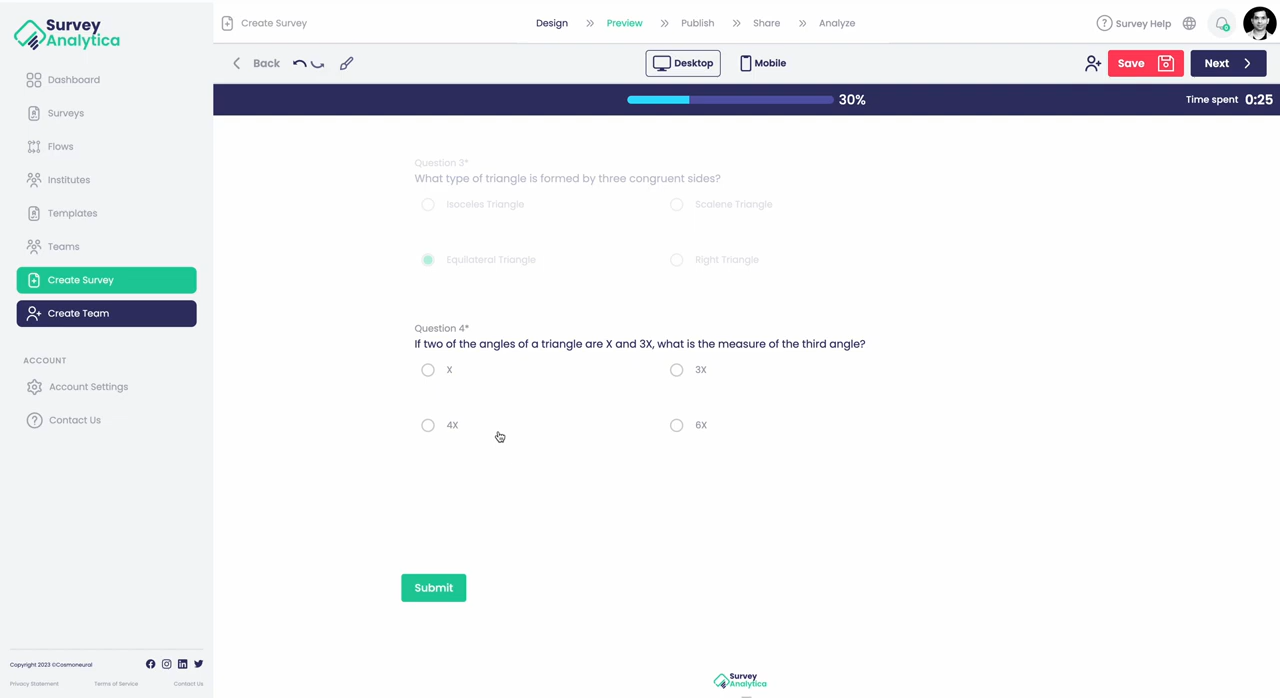 Survey
Analytica
Create Survey
Design
Preview
Publish
Share
Analyze
Survey Help
Back
Desktop
Mobile
Save
Next
30%
Time spent 0:25
Dashboard
Surveys
Flows
Institutes
Templates
Teams
Create Survey
Create Team
ACCOUNT
Account Settings
Contact Us
Question 3*
What type of triangle is formed by three congruent sides?
Isoceles Triangle
Scalene Triangle
Equilateral Triangle
Right Triangle
Question 4*
If two of the angles of a triangle are X and 3X, what is the measure of the third angle?
X
3X
4X
6X
Submit
Copyright 2023 ©Cosmoneural
Privacy Statement
Terms of Service
Contact Us
Survey
Analytica